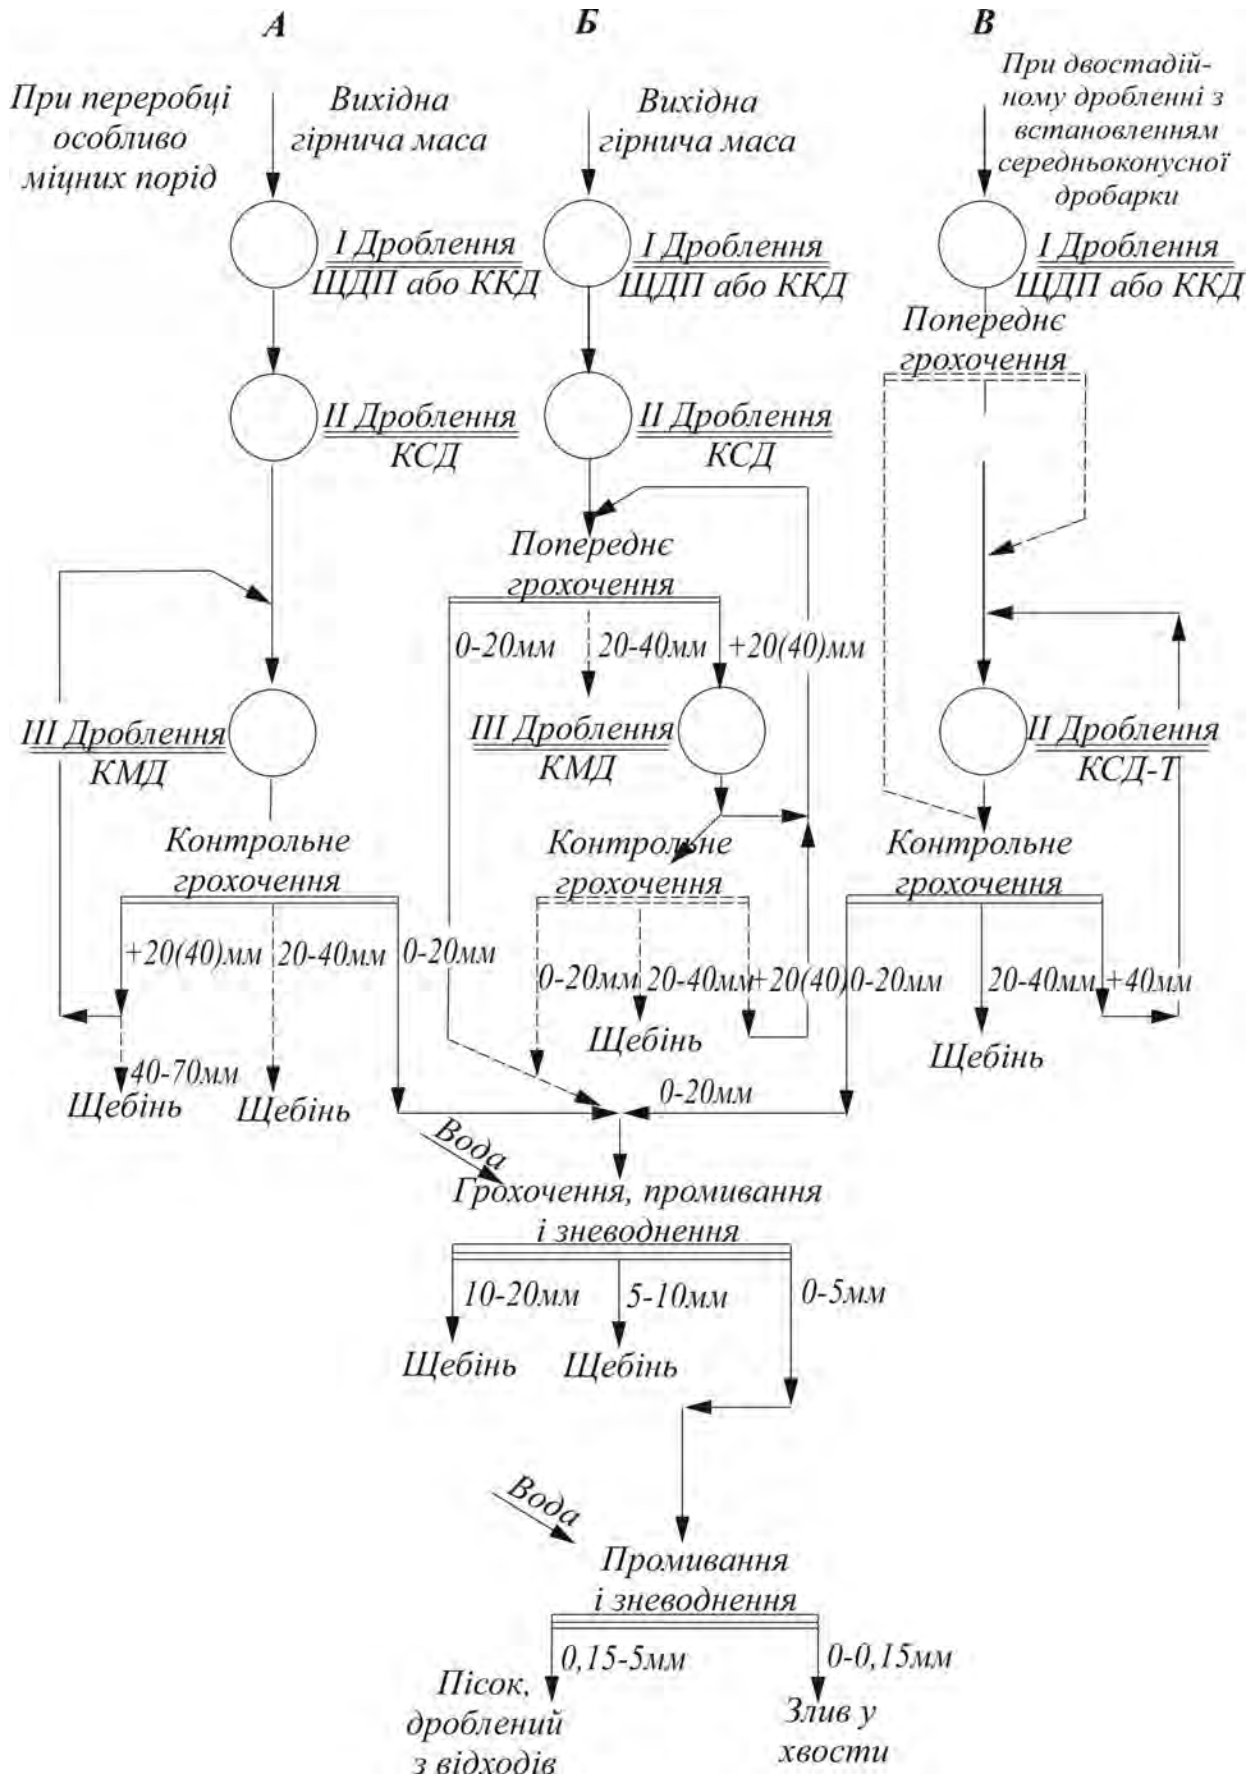 А
Б
В
При переробці
особливо
міцних порід
Вихідна
гірнича маса
Вихідна
гірнича маса
При двостадій-
ному дробленні з
встановленням
середньоконусної
дробарки
І Дроблення
ЩДП або ККД
І Дроблення
ЩДП або ККД
І Дроблення
ЩДП або ККД
Попереднє
грохочення
ІІ Дроблення
КСД
ІІ Дроблення
КСД
Попереднє
грохочення
0-20мм
20-40мм
+20(40)мм
ІІІ Дроблення
КМД
ІІІ Дроблення
КМД
ІІ Дроблення
КСД-Т
Контрольне
грохочення
Контрольне
грохочення
Контрольне
грохочення
+20(40)мм
20-40мм
0-20мм
0-20мм
20-40мм
+20(40)
0-20мм
20-40мм
+40мм
Щебінь
Щебінь
40-70мм
Щебінь
Щебінь
0-20мм
Вода
Грохочення, промивання
і зневоднення
10-20мм
5-10мм
0-5мм
Щебінь
Щебінь
Вода
Промивання
і зневоднення
0,15-5мм
0-0,15мм
Пісок,
дроблений
з відходів
Злив у
хвости